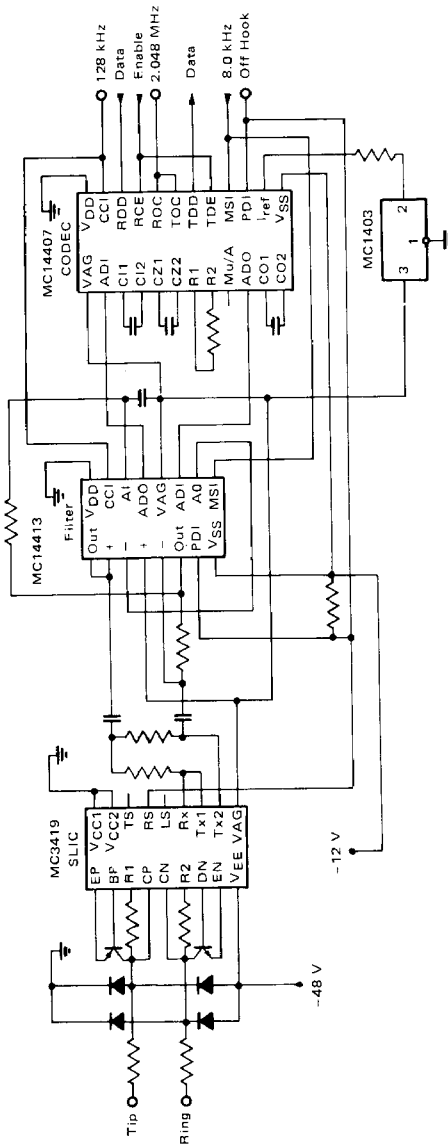 Tip
Ring
-48 V
MC3419
SLIC
EP
BP
R1
CP
CN
R2
DN
EN
VEE
VCC1
VCC2
TS
RS
LS
Rx
Tx1
Tx2
VAG
-12 V
MC14413
Filter
Out
+
-
+
-
Out
PDI
VSS
VDD
CCI
AI
ADO
VAG
ADI
A0
MSI
MC14407
CODEC
VAG
ADI
CI1
CI2
CZ1
CZ2
R1
R2
Mu/A
ADO
CO1
CO2
VDD
CCI
RDD
RCE
ROC
TOC
TDD
TDE
MSI
PDI
Iref
VSS
128 kHz
Data
Enable
2.048 MHz
Data
8.0 kHz
Off Hook
MC1403
3
1
2